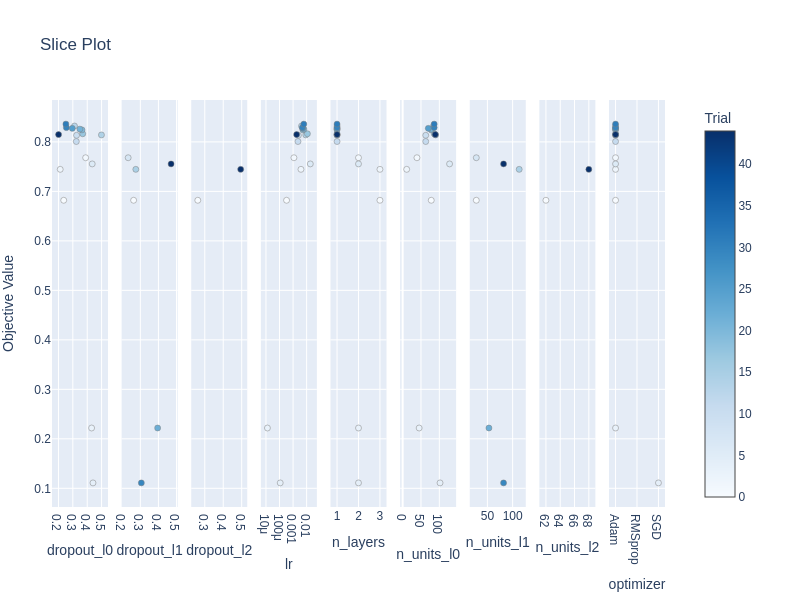 Slice Plot
Trial
Objective Value
0.8
0.7
0.6
0.5
0.4
0.3
0.2
0.1
0.2 0.3 0.4 0.5
dropout_l0
0.2 0.3 0.4 0.5
dropout_l1
0.3 0.4 0.5
dropout_l2
10μ 100μ 0.001 0.01
lr
1 2 3
n_layers
0 50 100
n_units_l0
50 100
n_units_l1
62 64 66 68
n_units_l2
Adam RMSprop SGD
optimizer
40
35
30
25
20
15
10
5
0